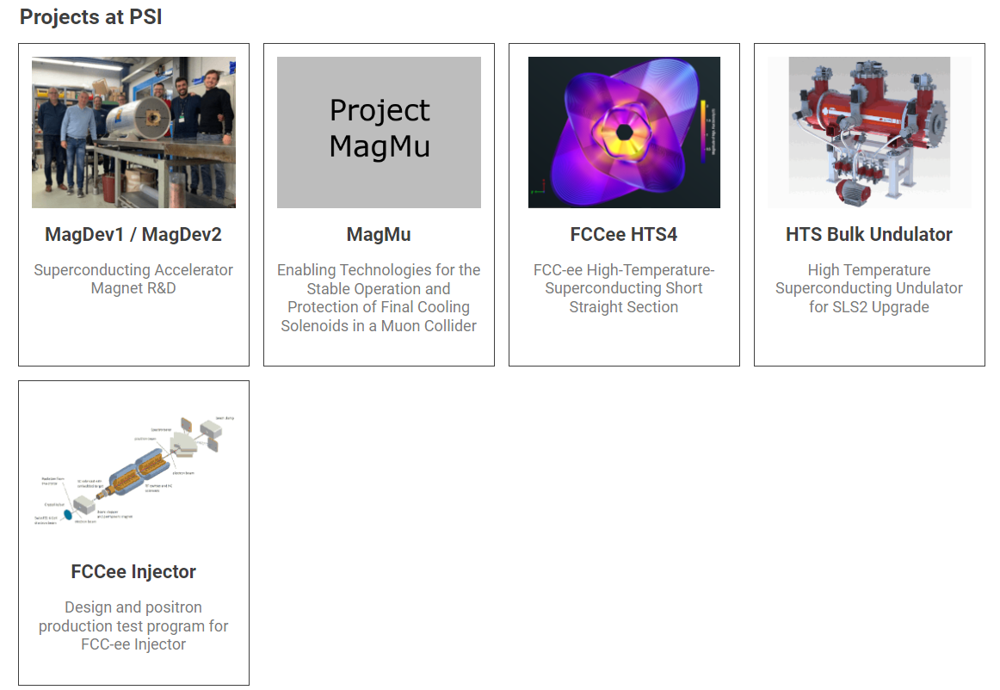 Projects at PSI
Project
MagMu
MagDev1 / MagDev2
Superconducting Accelerator
Magnet R&D
MagMu
Enabling Technologies for the
Stable Operation and
Protection of Final Cooling
Solenoids in a Muon Collider
FCCee HTS4
FCC-ee High-Temperature-
Superconducting Short
Straight Section
HTS Bulk Undulator
High Temperature
Superconducting Undulator
for SLS2 Upgrade
electron beam
FCCee Injector
Design and positron
production test program for
FCC-ee Injector